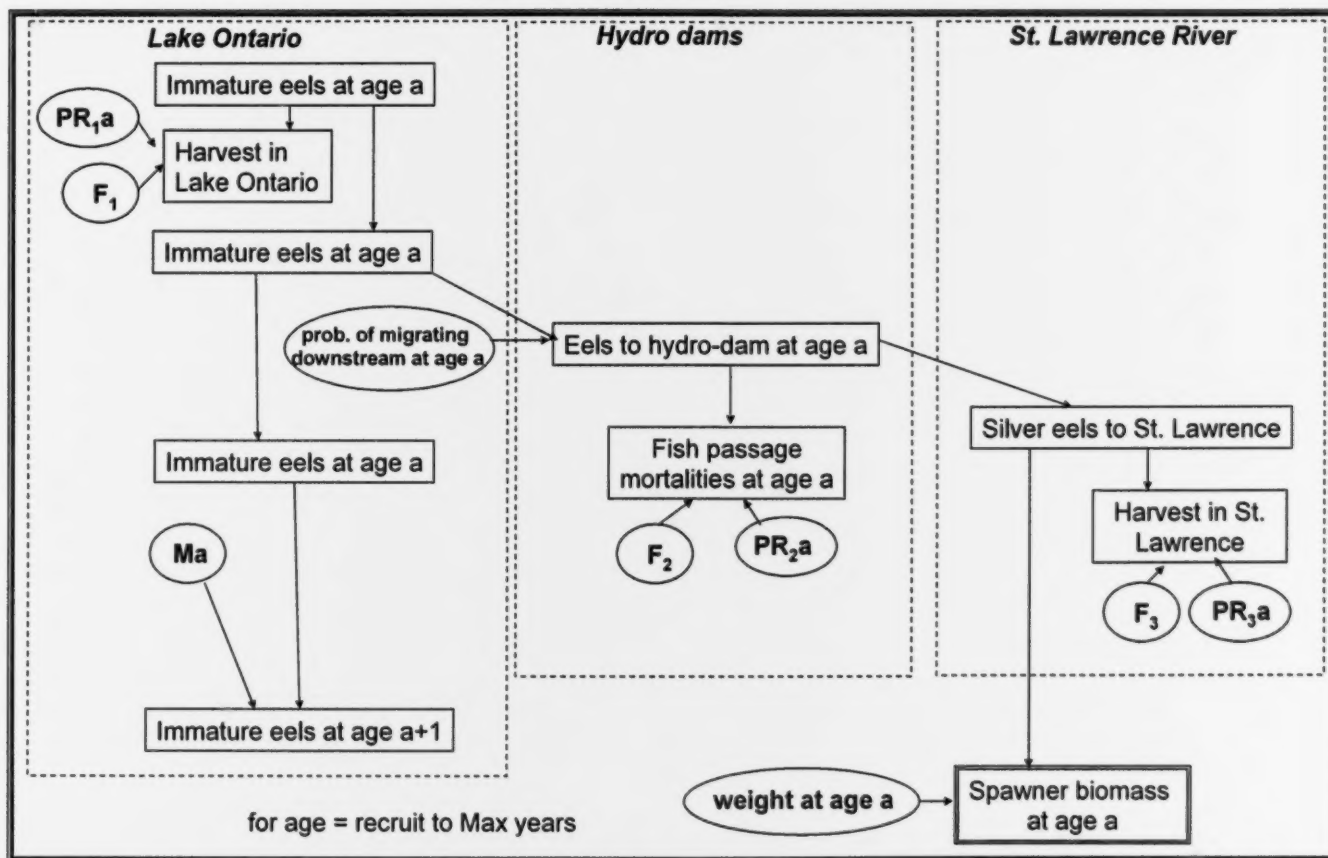 Lake Ontario
Immature eels at age a
PR₁a
Harvest in
Lake Ontario
F₁
Immature eels at age a
Immature eels at age a
Ma
Immature eels at age a+1
for age = recruit to Max years
Hydro dams
prob. of migrating
downstream at age a
Eels to hydro-dam at age a
Fish passage
mortalities at age a
F₂
PR₂a
St. Lawrence River
Silver eels to St. Lawrence
Harvest in St.
Lawrence
F₃
PR₃a
weight at age a
Spawner biomass
at age a